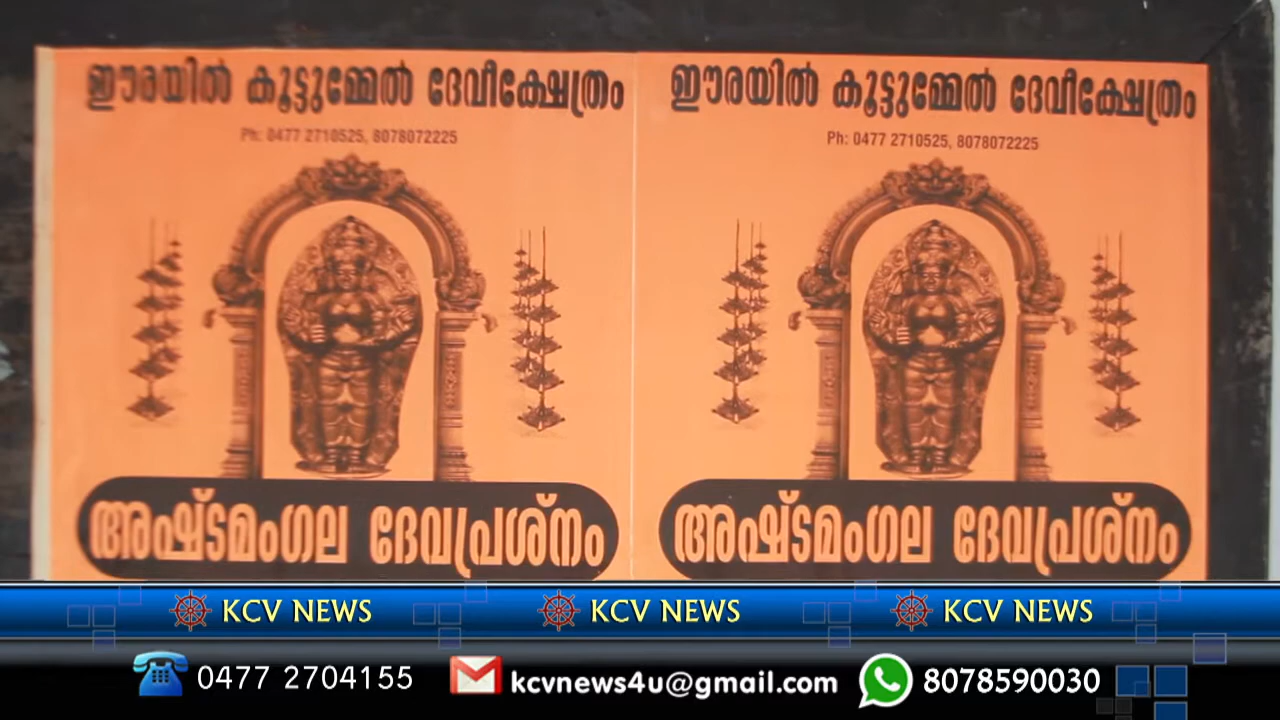 ഈരയിൽ കൂട്ടുമ്മേൽ ദേവീക്ഷേത്രം
Ph: 0477 2710525, 8078072225
അഷ്ടമംഗല ദേവപ്രശ്നം
ഈരയിൽ കൂട്ടുമ്മേൽ ദേവീക്ഷേത്രം
Ph: 0477 2710525, 8078072225
അഷ്ടമംഗല ദേവപ്രശ്നം
KCV NEWS KCV NEWS KCV NEWS
0477 2704155 kcvnews4u@gmail.com 8078590030